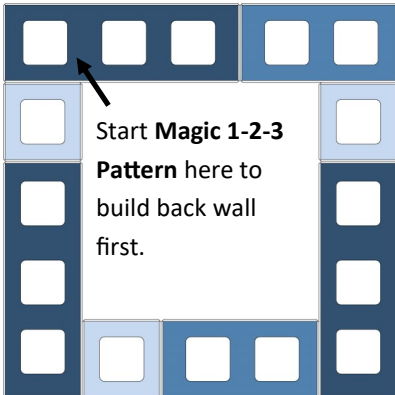 Start Magic 1-2-3
Pattern here to
build back wall
first.